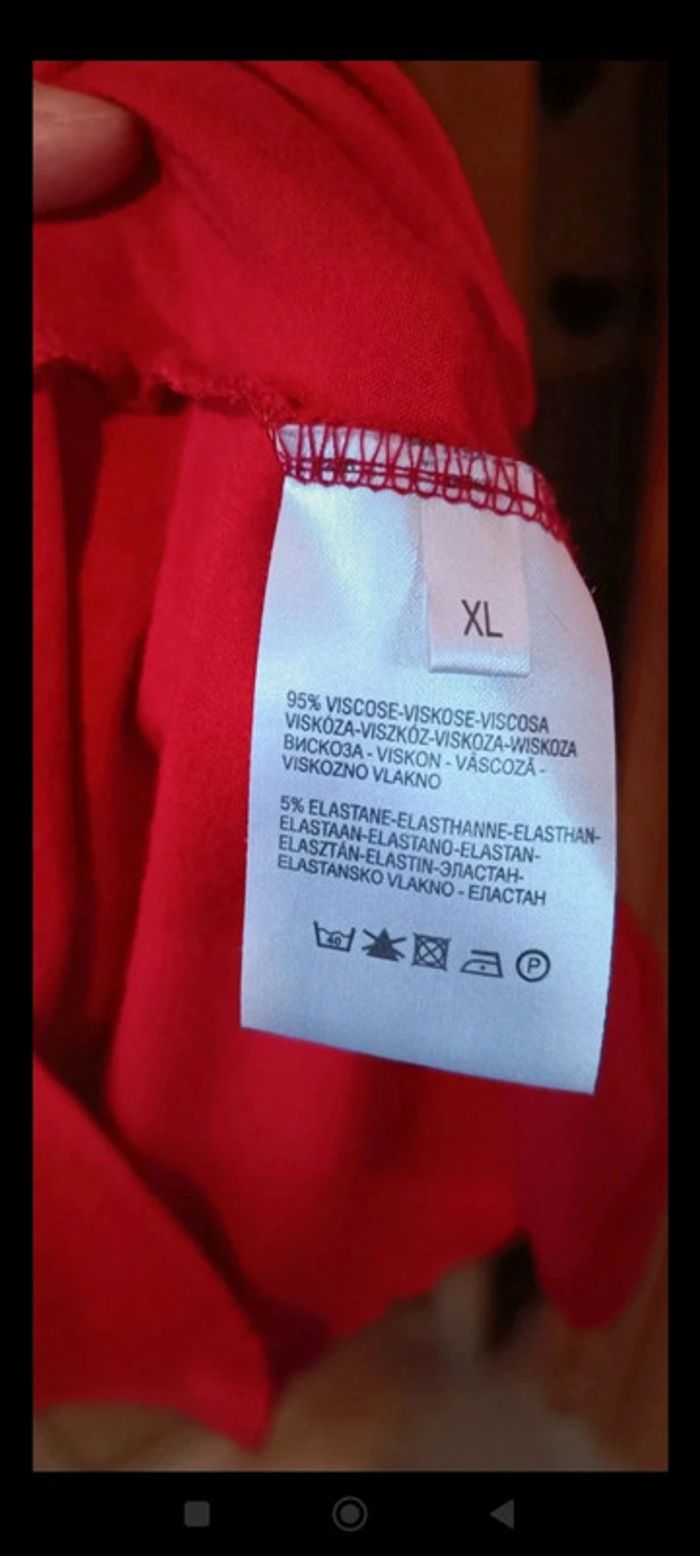 XL
95% VISCOSE-VISKOSE-VISCOSA
VISKÓZA-VISZKÓZ-VISKOZA-WISKOZA
ВИСКОЗА - VISKON - VÂSCOZĂ -
VISKOZNO VLAKNO
5% ELASTANE-ELASTHANNE-ELASTHAN-
ELASTAAN-ELASTANO-ELASTAN-
ELASZTÁN-ELASTIN-ЭЛАСТАН-
ELASTANSKO VLAKNO - ЕЛАСТАН
40
P